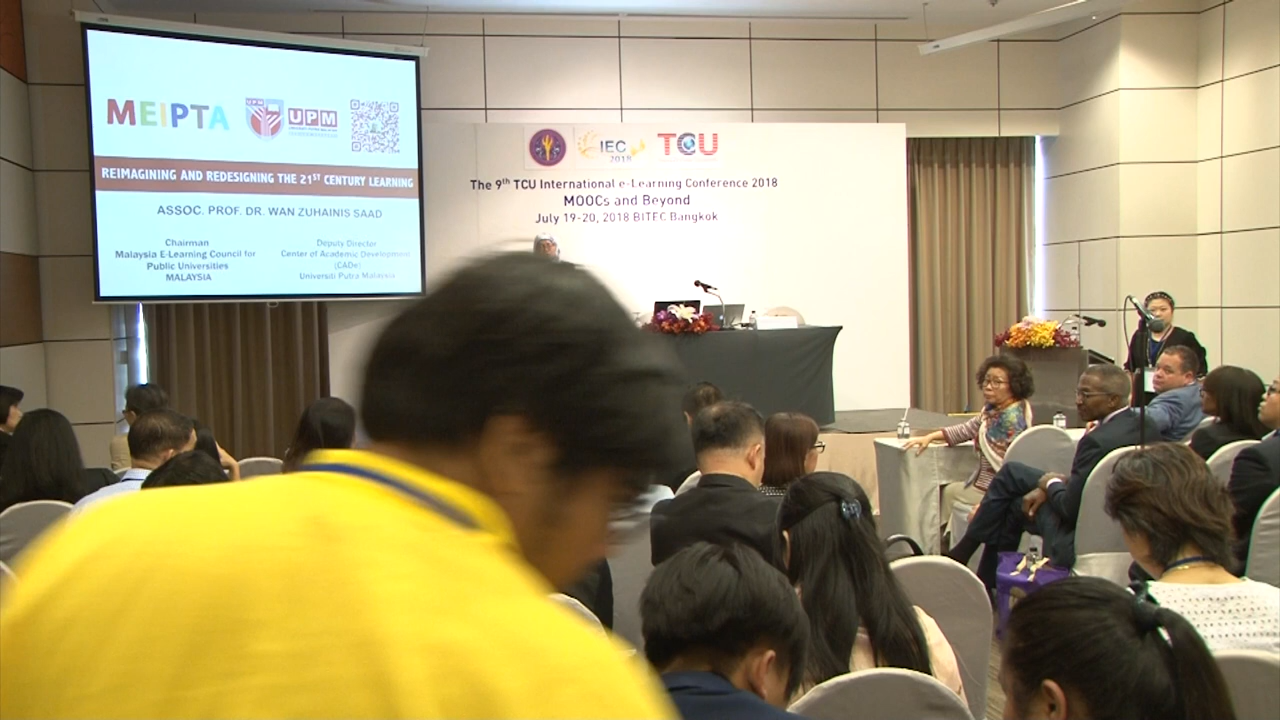 MEIPTA
UPM
UPM
REIMAGINING AND REDESIGNING THE 21ST CENTURY LEARNING
ASSOC. PROF. DR. WAN ZUHAINIS SAAD
Chairman
Malaysia E-Learning Council for
Public Universities
MALAYSIA
Deputy Director
Center of Academic Development
(CADe)
Universiti Putra Malaysia
IEC
2018
TCU
The 9th TCU International e-Learning Conference 2018
MOOCs and Beyond
July 19-20, 2018 BITEC Bangkok